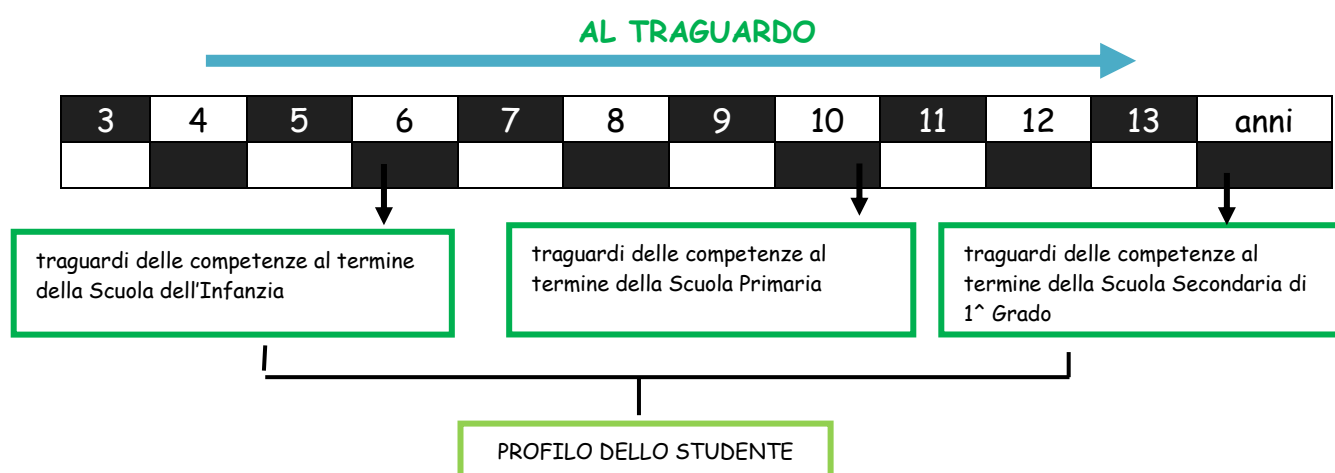 AL TRAGUARDO
3 4 5 6 7 8 9 10 11 12 13 anni
traguardi delle competenze al termine
della Scuola dell'Infanzia
traguardi delle competenze al
termine della Scuola Primaria
traguardi delle competenze al
termine della Scuola Secondaria di
1^ Grado
PROFILO DELLO STUDENTE